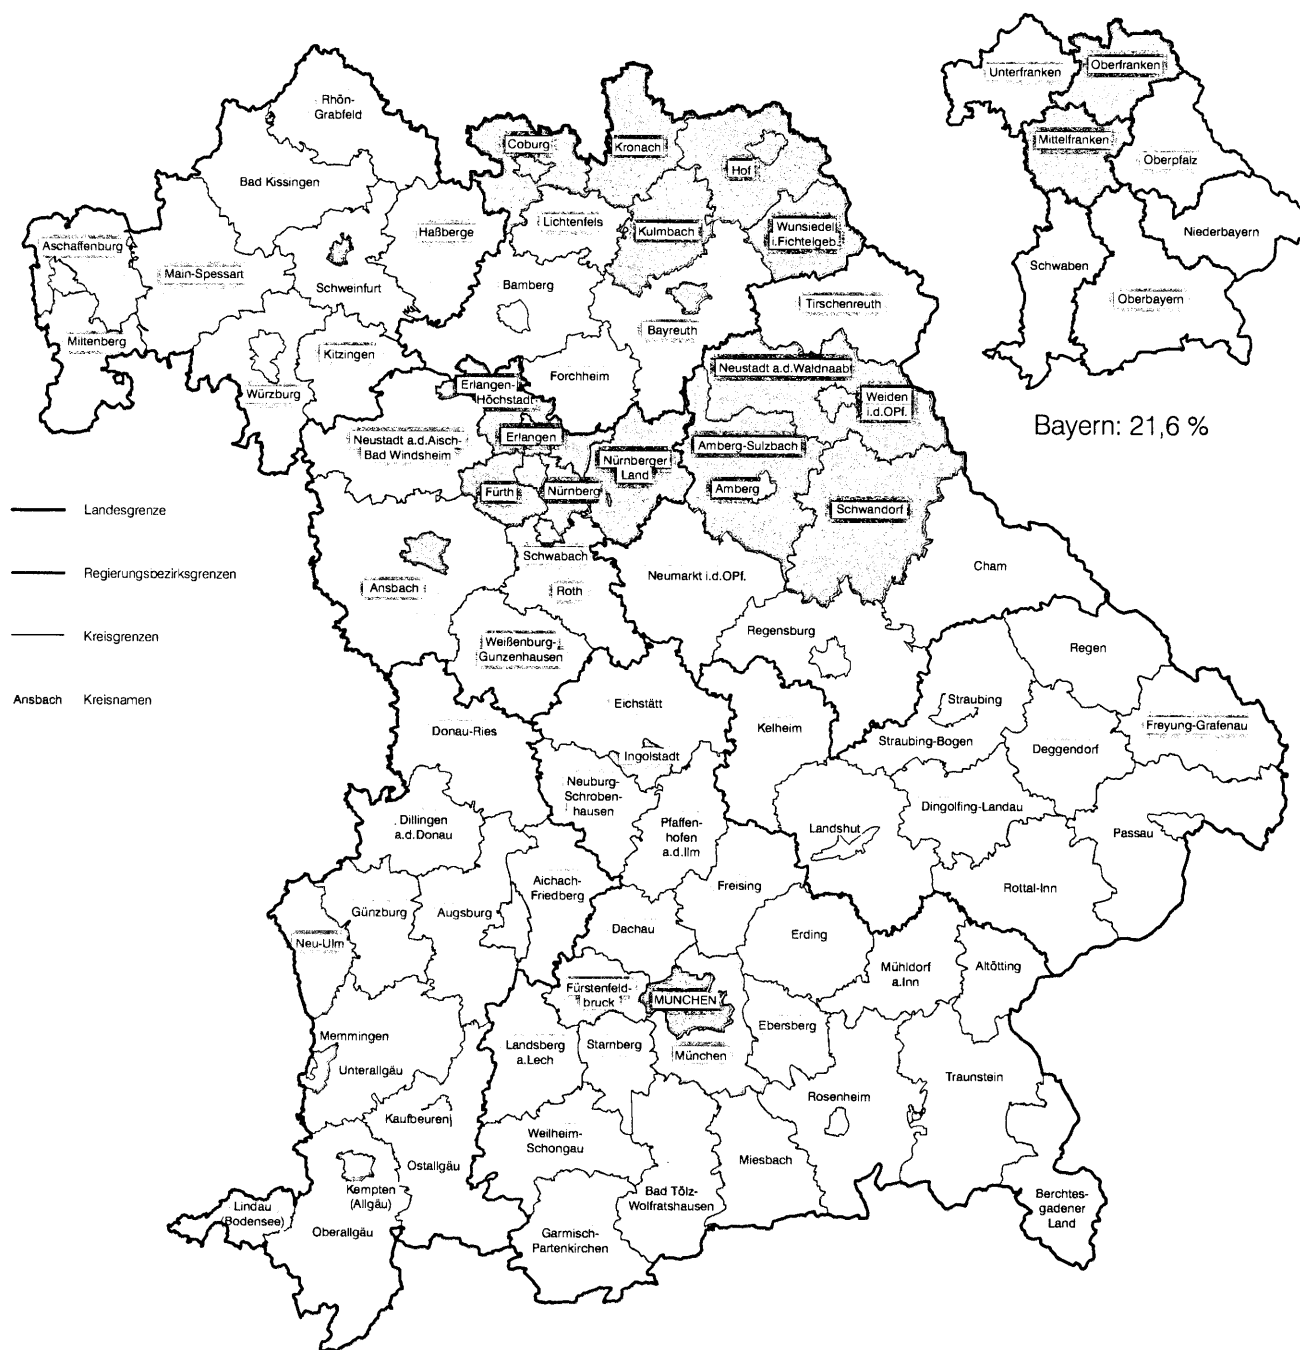 Unterfranken
Oberfranken
Mittelfranken
Oberpfalz
Niederbayern
Schwaben
Oberbayern
Bayern: 21,6 %
Rhön-
Grabfeld
Coburg
Kronach
Hof
Bad Kissingen
Lichtenfels
Kulmbach
Wunsiedel
i.Fichtelgeb.
Haßberge
Aschaffenburg
Main-Spessart
Schweinfurt
Bamberg
Bayreuth
Tirschenreuth
Miltenberg
Kitzingen
Würzburg
Forchheim
Neustadt a.d.Waldnaab
Weiden
i.d.OPf.
Erlangen-
Höchstadt
Neustadt a.d.Aisch-
Bad Windsheim
Erlangen
Amberg-Sulzbach
Nürnberger
Land
Fürth
Nürnberg
Amberg
Schwandorf
Landesgrenze
Regierungsbezirksgrenzen
Kreisgrenzen
Ansbach Kreisnamen
Schwabach
Ansbach
Roth
Neumarkt i.d.OPf.
Cham
Weißenburg-
Gunzenhausen
Regensburg
Regen
Eichstätt
Straubing
Freyung-Grafenau
Donau-Ries
Kelheim
Straubing-Bogen
Deggendorf
Ingolstadt
Neuburg-
Schroben-
hausen
Dingolfing-Landau
Dillingen
a.d.Donau
Pfaffen-
hofen
a.d.Ilm
Landshut
Passau
Aichach-
Friedberg
Freising
Rottal-Inn
Günzburg
Augsburg
Neu-Ulm
Dachau
Erding
Mühldorf
a.Inn
Altötting
Fürstenfeld-
bruck
MÜNCHEN
Ebersberg
Memmingen
Landsberg
a.Lech
Starnberg
München
Unterallgäu
Traunstein
Rosenheim
Kaufbeuren
Weilheim-
Schongau
Miesbach
Ostallgäu
Kempten
(Allgäu)
Bad Tölz-
Wolfratshausen
Berchtes-
gadener
Land
Lindau
(Bodensee)
Oberallgäu
Garmisch-
Partenkirchen